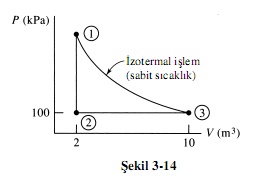 P (kPa)
①
İzotermal işlem
(sabit sıcaklık)
100
②
③
V (m³)
2
10
Şekil 3-14